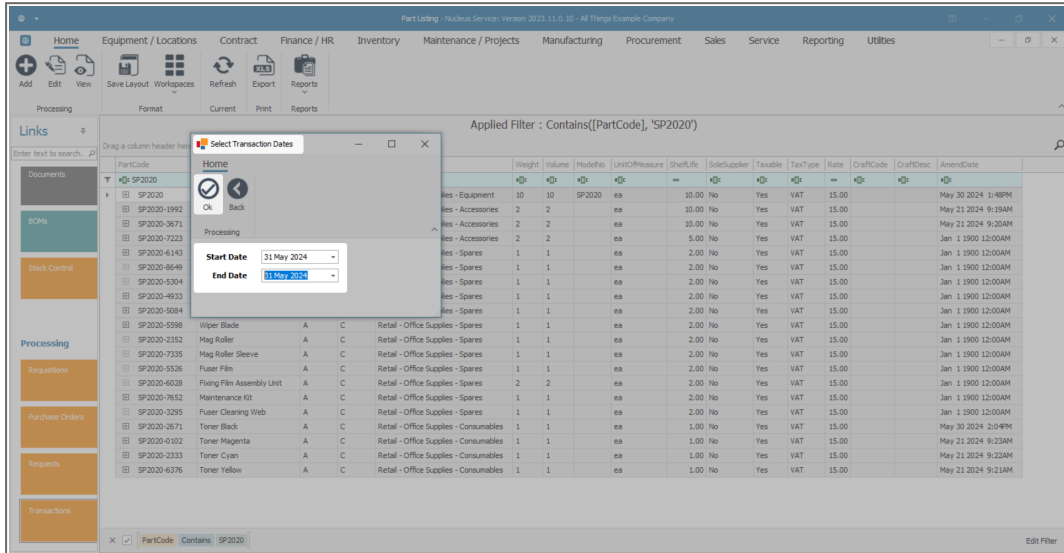 Part Listing - Nucleus Service: Version 2023.11.0.10 - All Things Example Company
Home Equipment / Locations Contract Finance / HR Inventory Maintenance / Projects Manufacturing Procurement Sales Service Reporting Utilities
Add Edit View Save Layout Workspaces Refresh Export Reports
XLS
Processing Format Current Print Reports
Links
Enter text to search..
Documents
BOMs
Stock Control
Processing
Requisitions
Purchase Orders
Requests
Transactions
Applied Filter : Contains([PartCode], 'SP2020')
Drag a column header here
Select Transaction Dates
Home
Ok Back
Processing
Start Date 31 May 2024
End Date 31 May 2024
PartCode Weight Volume ModelNo UnitOfMeasure ShelfLife SoleSupplier Taxable TaxType Rate CraftCode CraftDesc AmendDate
SP2020
SP2020 lies - Equipment 10 10 SP2020 ea 10.00 No Yes VAT 15.00 May 30 2024 1:48PM
SP2020-1992 lies - Accessories 2 2 ea 10.00 No Yes VAT 15.00 May 21 2024 9:19AM
SP2020-3671 lies - Accessories 2 2 ea 10.00 No Yes VAT 15.00 May 21 2024 9:20AM
SP2020-7223 lies - Accessories 2 2 ea 5.00 No Yes VAT 15.00 Jan 1 1900 12:00AM
SP2020-6143 lies - Spares 1 1 ea 2.00 No Yes VAT 15.00 Jan 1 1900 12:00AM
SP2020-8649 lies - Spares 1 1 ea 2.00 No Yes VAT 15.00 Jan 1 1900 12:00AM
SP2020-5304 lies - Spares 1 1 ea 2.00 No Yes VAT 15.00 Jan 1 1900 12:00AM
SP2020-4933 lies - Spares 1 1 ea 2.00 No Yes VAT 15.00 Jan 1 1900 12:00AM
SP2020-5084 lies - Spares 1 1 ea 2.00 No Yes VAT 15.00 Jan 1 1900 12:00AM
SP2020-5598 Wiper Blade A C Retail - Office Supplies - Spares 1 1 ea 2.00 No Yes VAT 15.00 Jan 1 1900 12:00AM
SP2020-2352 Mag Roller A C Retail - Office Supplies - Spares 1 1 ea 2.00 No Yes VAT 15.00 Jan 1 1900 12:00AM
SP2020-7335 Mag Roller Sleeve A C Retail - Office Supplies - Spares 1 1 ea 2.00 No Yes VAT 15.00 Jan 1 1900 12:00AM
SP2020-5526 Fuser Film A C Retail - Office Supplies - Spares 1 1 ea 2.00 No Yes VAT 15.00 Jan 1 1900 12:00AM
SP2020-6028 Fixing Film Assembly Unit A C Retail - Office Supplies - Spares 2 2 ea 2.00 No Yes VAT 15.00 Jan 1 1900 12:00AM
SP2020-7652 Maintenance Kit A C Retail - Office Supplies - Spares 1 1 ea 2.00 No Yes VAT 15.00 Jan 1 1900 12:00AM
SP2020-3295 Fuser Cleaning Web A C Retail - Office Supplies - Spares 1 1 ea 2.00 No Yes VAT 15.00 Jan 1 1900 12:00AM
SP2020-2671 Toner Black A C Retail - Office Supplies - Consumables 1 1 ea 1.00 No Yes VAT 15.00 May 30 2024 2:04PM
SP2020-0102 Toner Magenta A C Retail - Office Supplies - Consumables 1 1 ea 1.00 No Yes VAT 15.00 May 21 2024 9:23AM
SP2020-2333 Toner Cyan A C Retail - Office Supplies - Consumables 1 1 ea 1.00 No Yes VAT 15.00 May 21 2024 9:22AM
SP2020-6376 Toner Yellow A C Retail - Office Supplies - Consumables 1 1 ea 1.00 No Yes VAT 15.00 May 21 2024 9:21AM
PartCode Contains SP2020
Edit Filter